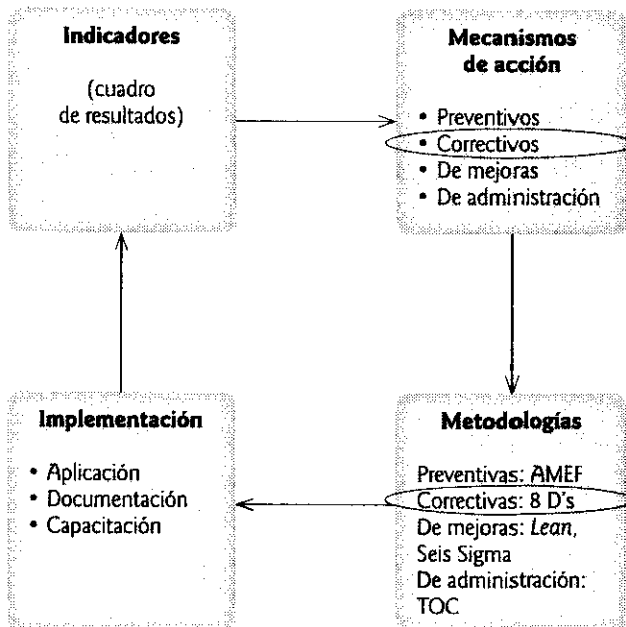 Indicadores
(cuadro
de resultados)
Mecanismos
de acción
• Preventivos
• Correctivos
• De mejoras
• De administración
Implementación
• Aplicación
• Documentación
• Capacitación
Metodologías
Preventivas: AMEF
Correctivas: 8 D's
De mejoras: Lean,
Seis Sigma
De administración:
TOC